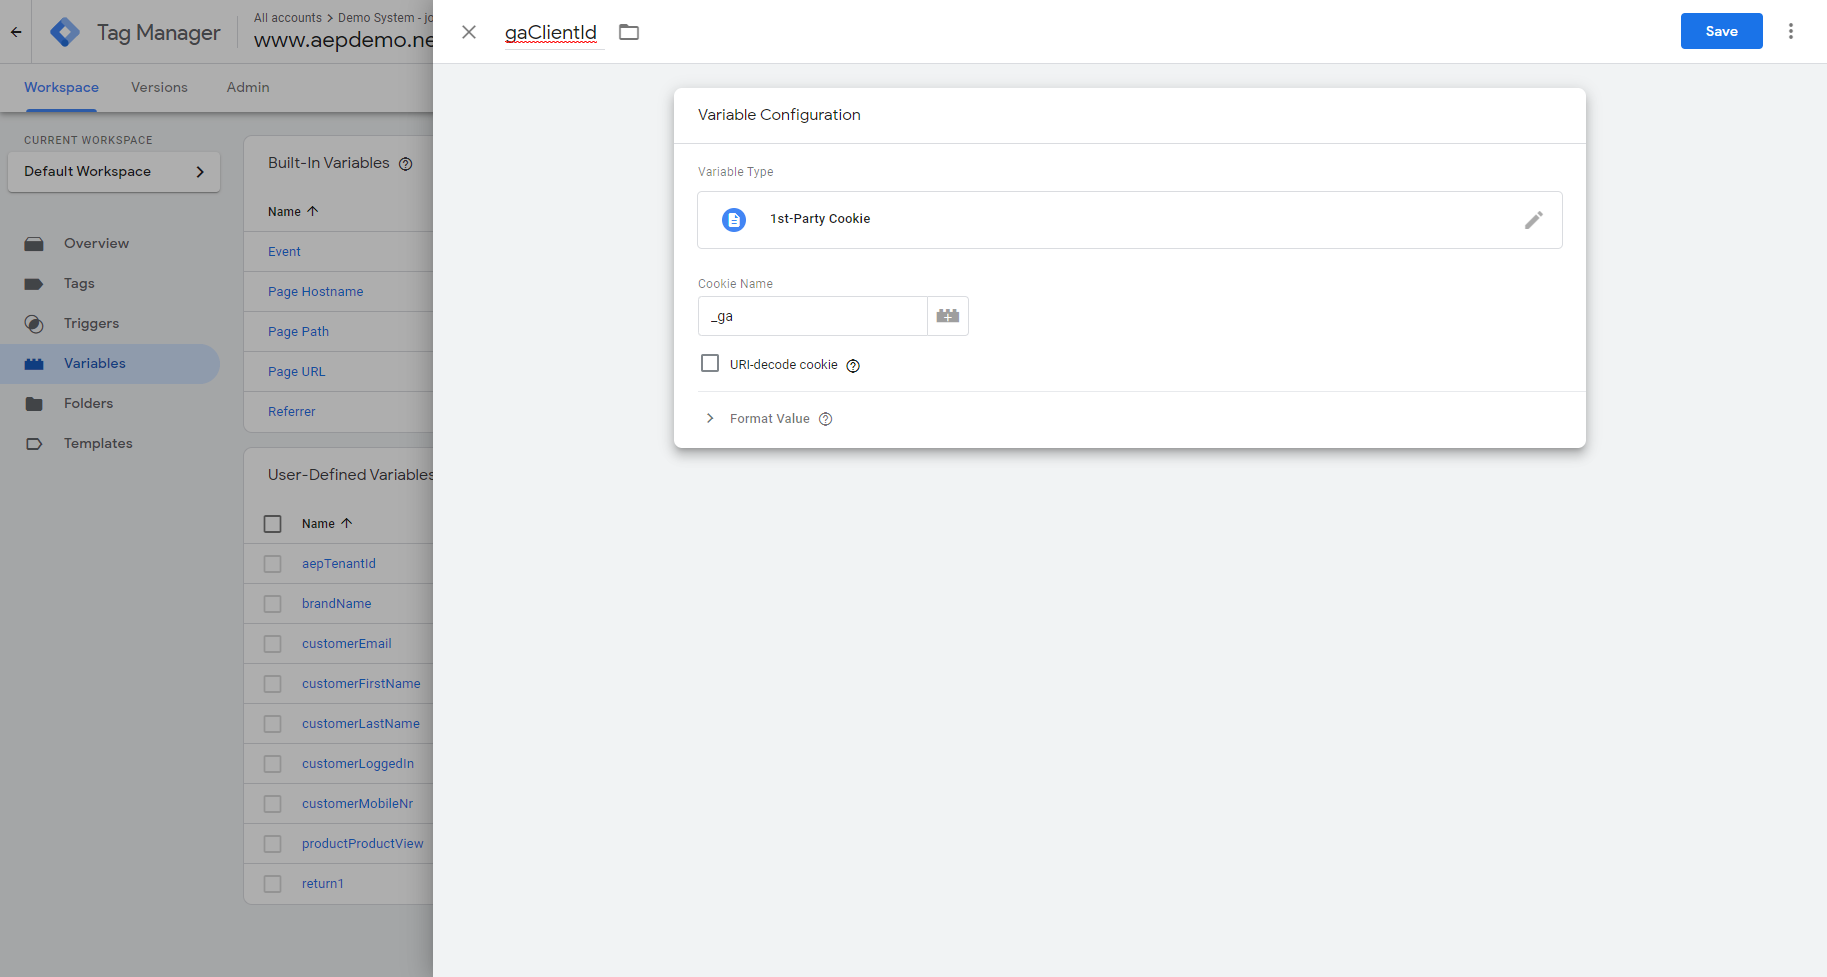 Tag Manager
All accounts > Demo System - jo
www.aepdemo.ne
gaClientId
Save
Workspace
Versions
Admin
CURRENT WORKSPACE
Default Workspace
Overview
Tags
Triggers
Variables
Folders
Templates
Built-In Variables
Name
Event
Page Hostname
Page Path
Page URL
Referrer
User-Defined Variables
Name
aepTenantId
brandName
customerEmail
customerFirstName
customerLastName
customerLoggedIn
customerMobileNr
productProductView
return1
Variable Configuration
Variable Type
1st-Party Cookie
Cookie Name
_ga
URI-decode cookie
Format Value